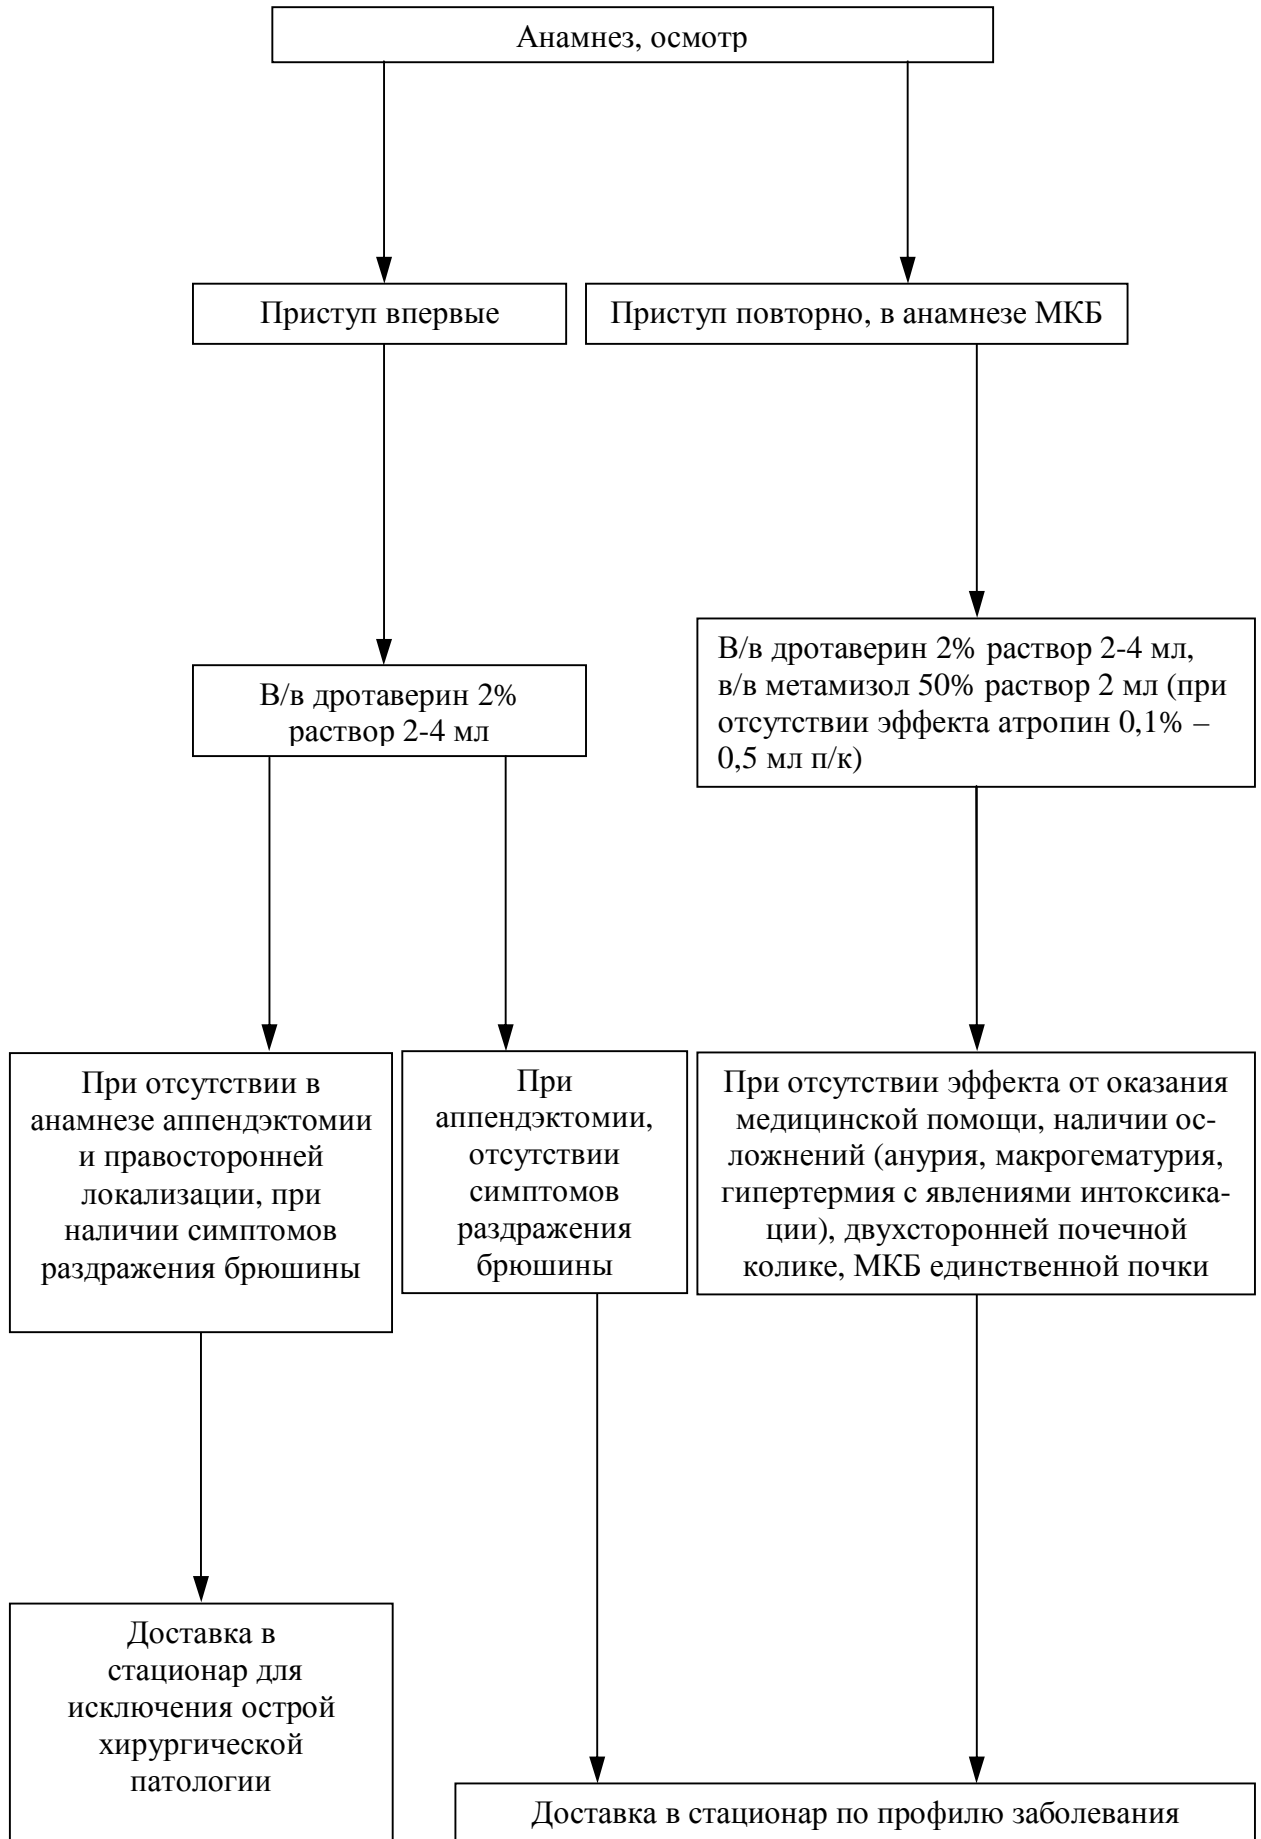 Анамнез, осмотр
Приступ впервые
Приступ повторно, в анамнезе МКБ
В/в дротаверин 2%
раствор 2-4 мл
В/в дротаверин 2% раствор 2-4 мл,
в/в метамизол 50% раствор 2 мл (при
отсутствии эффекта атропин 0,1% –
0,5 мл п/к)
При отсутствии в
анамнезе аппендэктомии
и правосторонней
локализации, при
наличии симптомов
раздражения брюшины
При
аппендэктомии,
отсутствии
симптомов
раздражения
брюшины
При отсутствии эффекта от оказания
медицинской помощи, наличии ос-
ложнений (анурия, макрогематурия,
гипертермия с явлениями интоксика-
ции), двухсторонней почечной
колике, МКБ единственной почки
Доставка в
стационар для
исключения острой
хирургической
патологии
Доставка в стационар по профилю заболевания